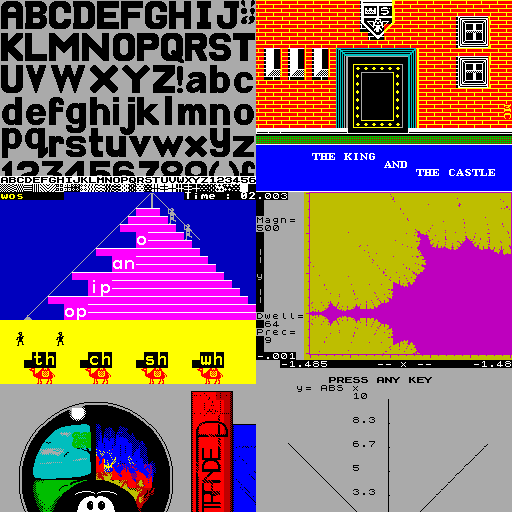 ABCDEFGHIJ
KLMNOPQRST
UVWXYZ!abc
defghijklmno
pqrstuvwxyz
1234567890
ABCDEFGHIJKLMNOPQRSTUVWXYZ123456
THE KING
AND
THE CASTLE
wos
Time : 02.003
o
an
ip
op
th
ch
sh
wh
Magn=
500
y
Dwell=
64
Prec=
9
-.001
-1.485
-- x --
-1.48
PRESS ANY KEY
y= ABS x
10
8.3
6.7
5
3.3